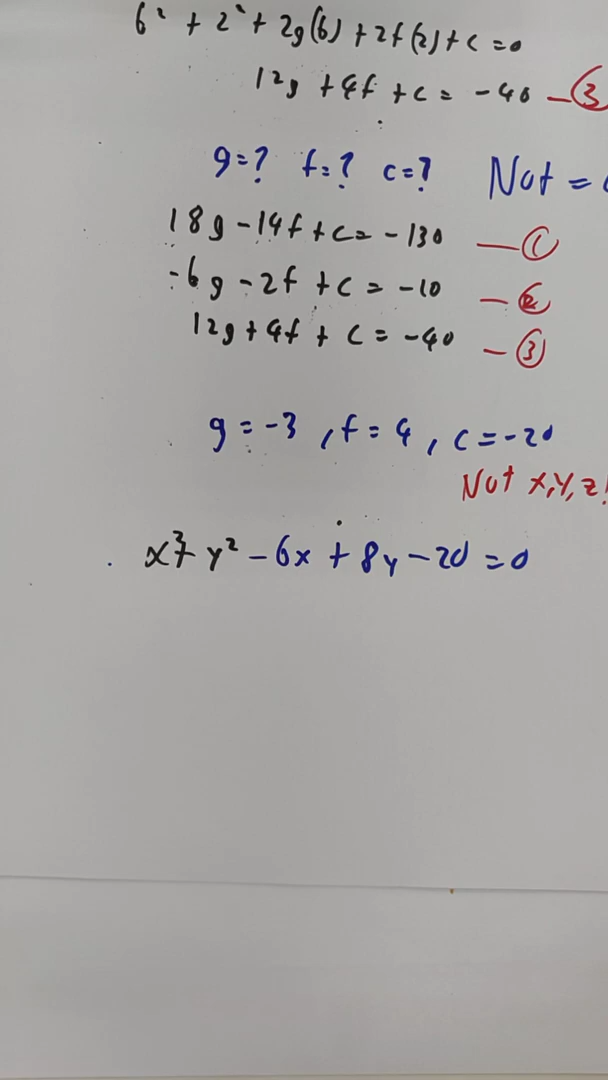 6² + 2² + 2g(6) + 2f(2) + c = 0
12g + 4f + c = -40 — ③
g=? f=? c=? Not =
18g - 14f + c = -130 — ①
-6g - 2f + c = -10 — ②
12g + 4f + c = -40 — ③
g = -3 , f = 4 , c = -20
Not x,y,z!
x² + y² - 6x + 8y - 20 = 0